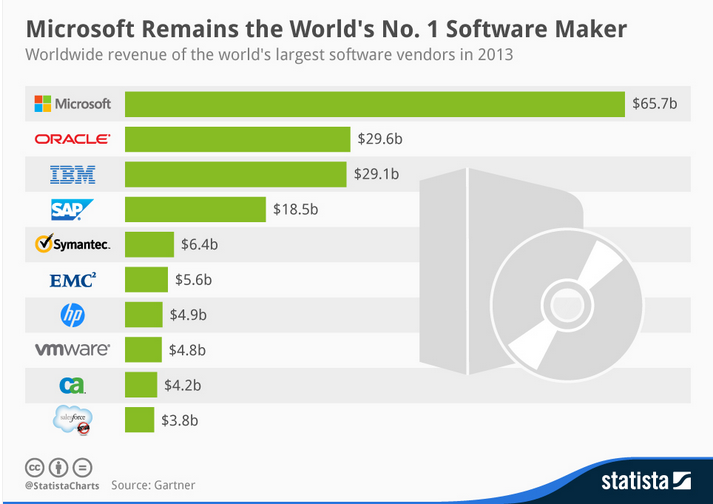 Microsoft Remains the World's No. 1 Software Maker
Worldwide revenue of the world's largest software vendors in 2013
Microsoft $65.7b
ORACLE $29.6b
IBM $29.1b
SAP $18.5b
Symantec. $6.4b
EMC² $5.6b
hp $4.9b
vmware $4.8b
ca $4.2b
salesforce $3.8b
cc
@StatistaCharts Source: Gartner
statista